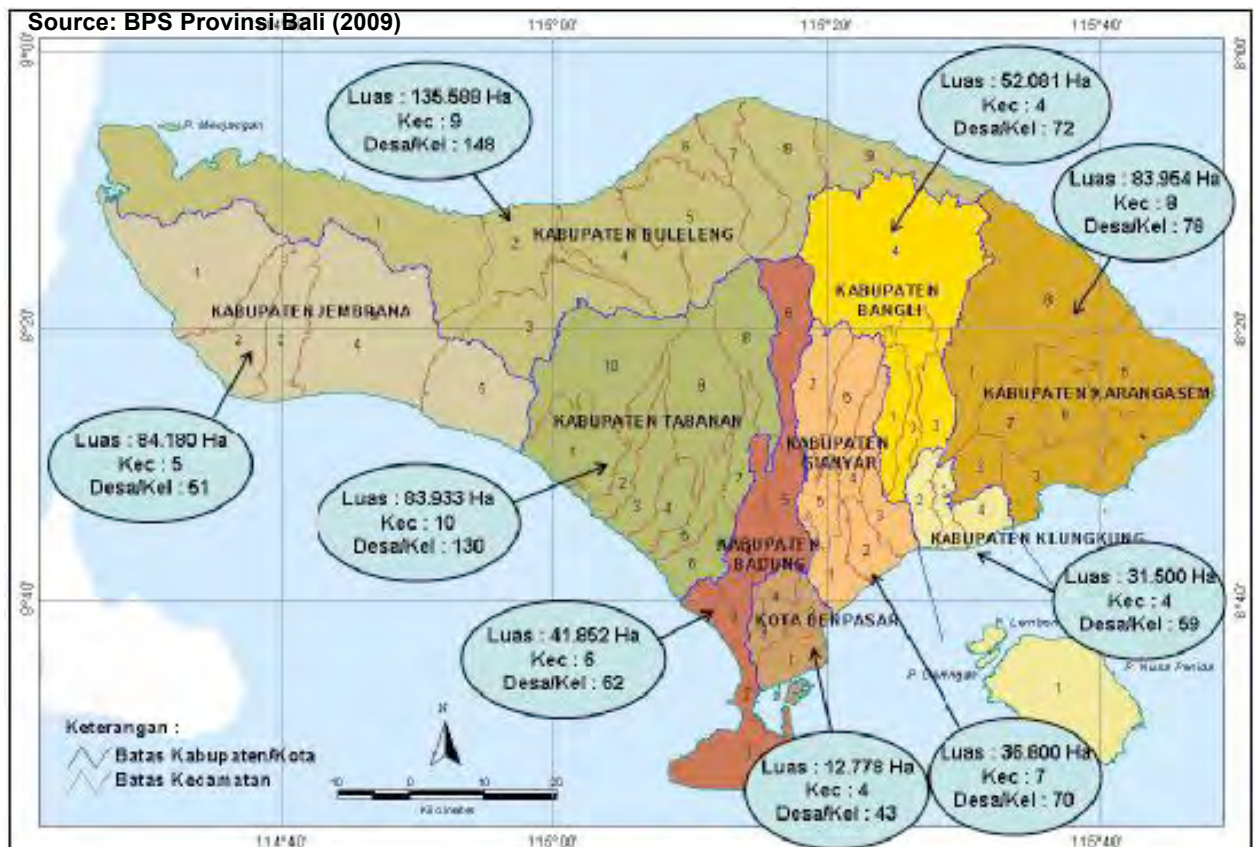 Source: BPS Provinsi Bali (2009)
115°00'
115°20'
115°40'
8°00'
8°00'
Luas : 135.588 Ha
Kec : 9
Desa/Kel : 148
Luas : 52.081 Ha
Kec : 4
Desa/Kel : 72
Luas : 83.954 Ha
Kec : 8
Desa/Kel : 78
P. Menjangan
KABUPATEN BULELENG
KABUPATEN JEMBRANA
KABUPATEN
BANGLI
8°20'
8°20'
KABUPATEN TABANAN
KABUPATEN
GIANYAR
KABUPATEN KARANGASEM
Luas : 84.180 Ha
Kec : 5
Desa/Kel : 51
Luas : 83.933 Ha
Kec : 10
Desa/Kel : 130
KABUPATEN
BADUNG
KABUPATEN KLUNGKUNG
8°40'
8°40'
Luas : 31.500 Ha
Kec : 4
Desa/Kel : 59
KOTA DENPASAR
Luas : 41.852 Ha
Kec : 6
Desa/Kel : 62
P. Nusa Penida
Keterangan :
Batas Kabupaten/Kota
Batas Kecamatan
N
10 0 10 20
Kilometer
Luas : 12.778 Ha
Kec : 4
Desa/Kel : 43
Luas : 36.800 Ha
Kec : 7
Desa/Kel : 70
114°40'
115°00'
115°40'